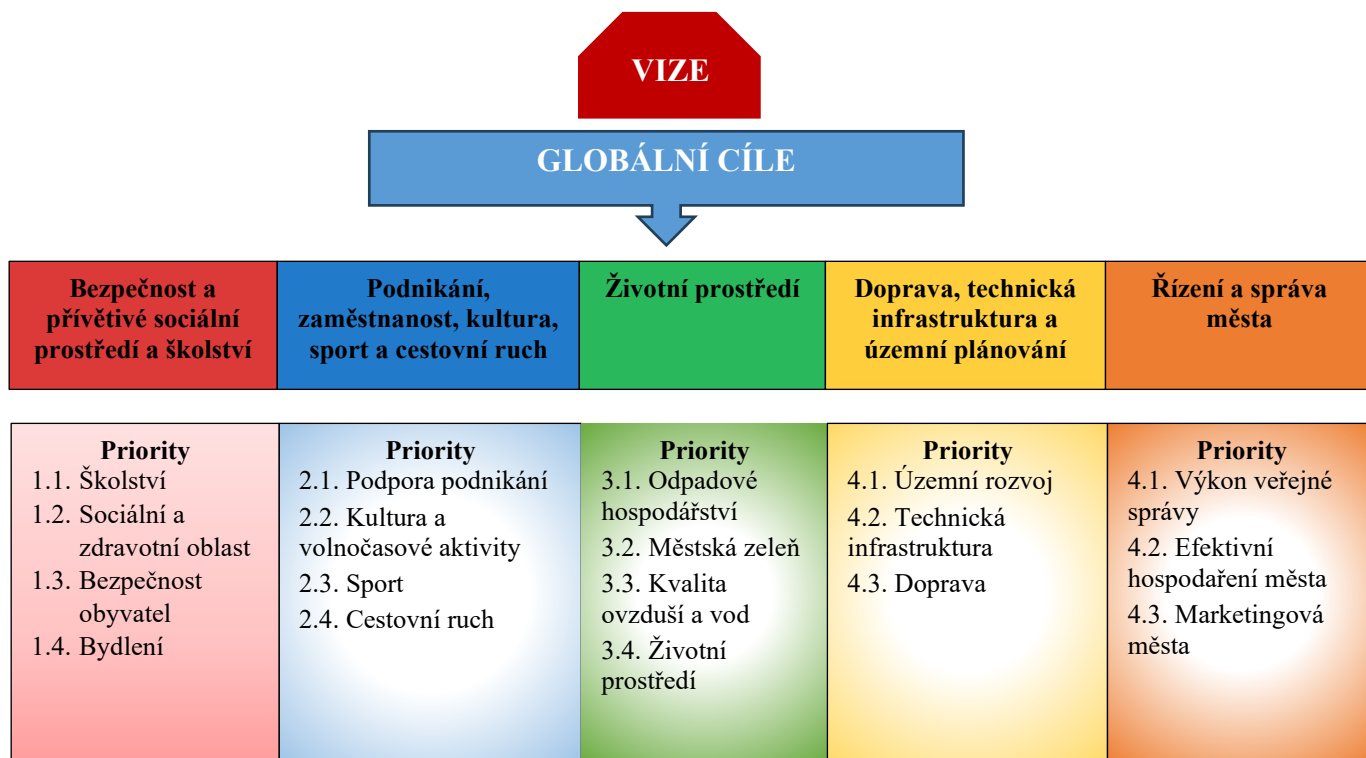 VIZE
GLOBÁLNÍ CÍLE
Bezpečnost a
přívětivé sociální
prostředí a školství
Podnikání,
zaměstnanost, kultura,
sport a cestovní ruch
Životní prostředí
Doprava, technická
infrastruktura a
územní plánování
Řízení a správa
města
Priority
1.1. Školství
1.2. Sociální a
zdravotní oblast
1.3. Bezpečnost
obyvatel
1.4. Bydlení
Priority
2.1. Podpora podnikání
2.2. Kultura a
volnočasové aktivity
2.3. Sport
2.4. Cestovní ruch
Priority
3.1. Odpadové
hospodářství
3.2. Městská zeleň
3.3. Kvalita
ovzduší a vod
3.4. Životní
prostředí
Priority
4.1. Územní rozvoj
4.2. Technická
infrastruktura
4.3. Doprava
Priority
4.1. Výkon veřejné
správy
4.2. Efektivní
hospodaření města
4.3. Marketingová
města